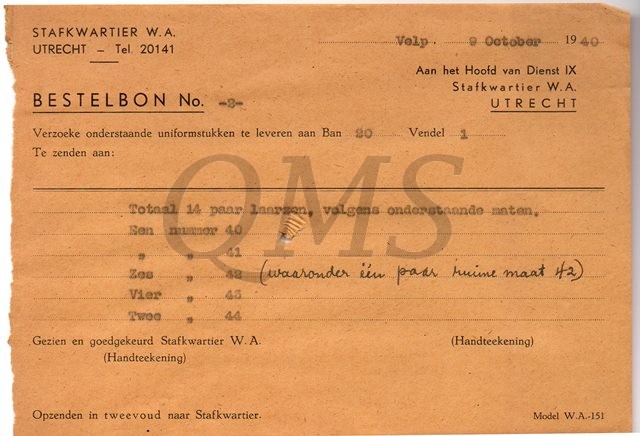 STAFKWARTIER W.A.
UTRECHT – Tel. 20141
Velp. 9 October 1940
Aan het Hoofd van Dienst IX
Stafkwartier W.A.
UTRECHT
BESTELBON No. -2-
Verzoeke onderstaande uniformstukken te leveren aan Ban 20 Vendel 1
Te zenden aan:
QMS
Totaal 14 paar laarzen, volgens onderstaande maten.
Een nummer 40
„ „ 41
Zes „ 42 (waaronder één paar ruime maat 42)
Vier „ 43
Twee „ 44
Gezien en goedgekeurd Stafkwartier W.A.
(Handteekening)
(Handteekening)
Opzenden in tweevoud naar Stafkwartier.
Model W.A.-151